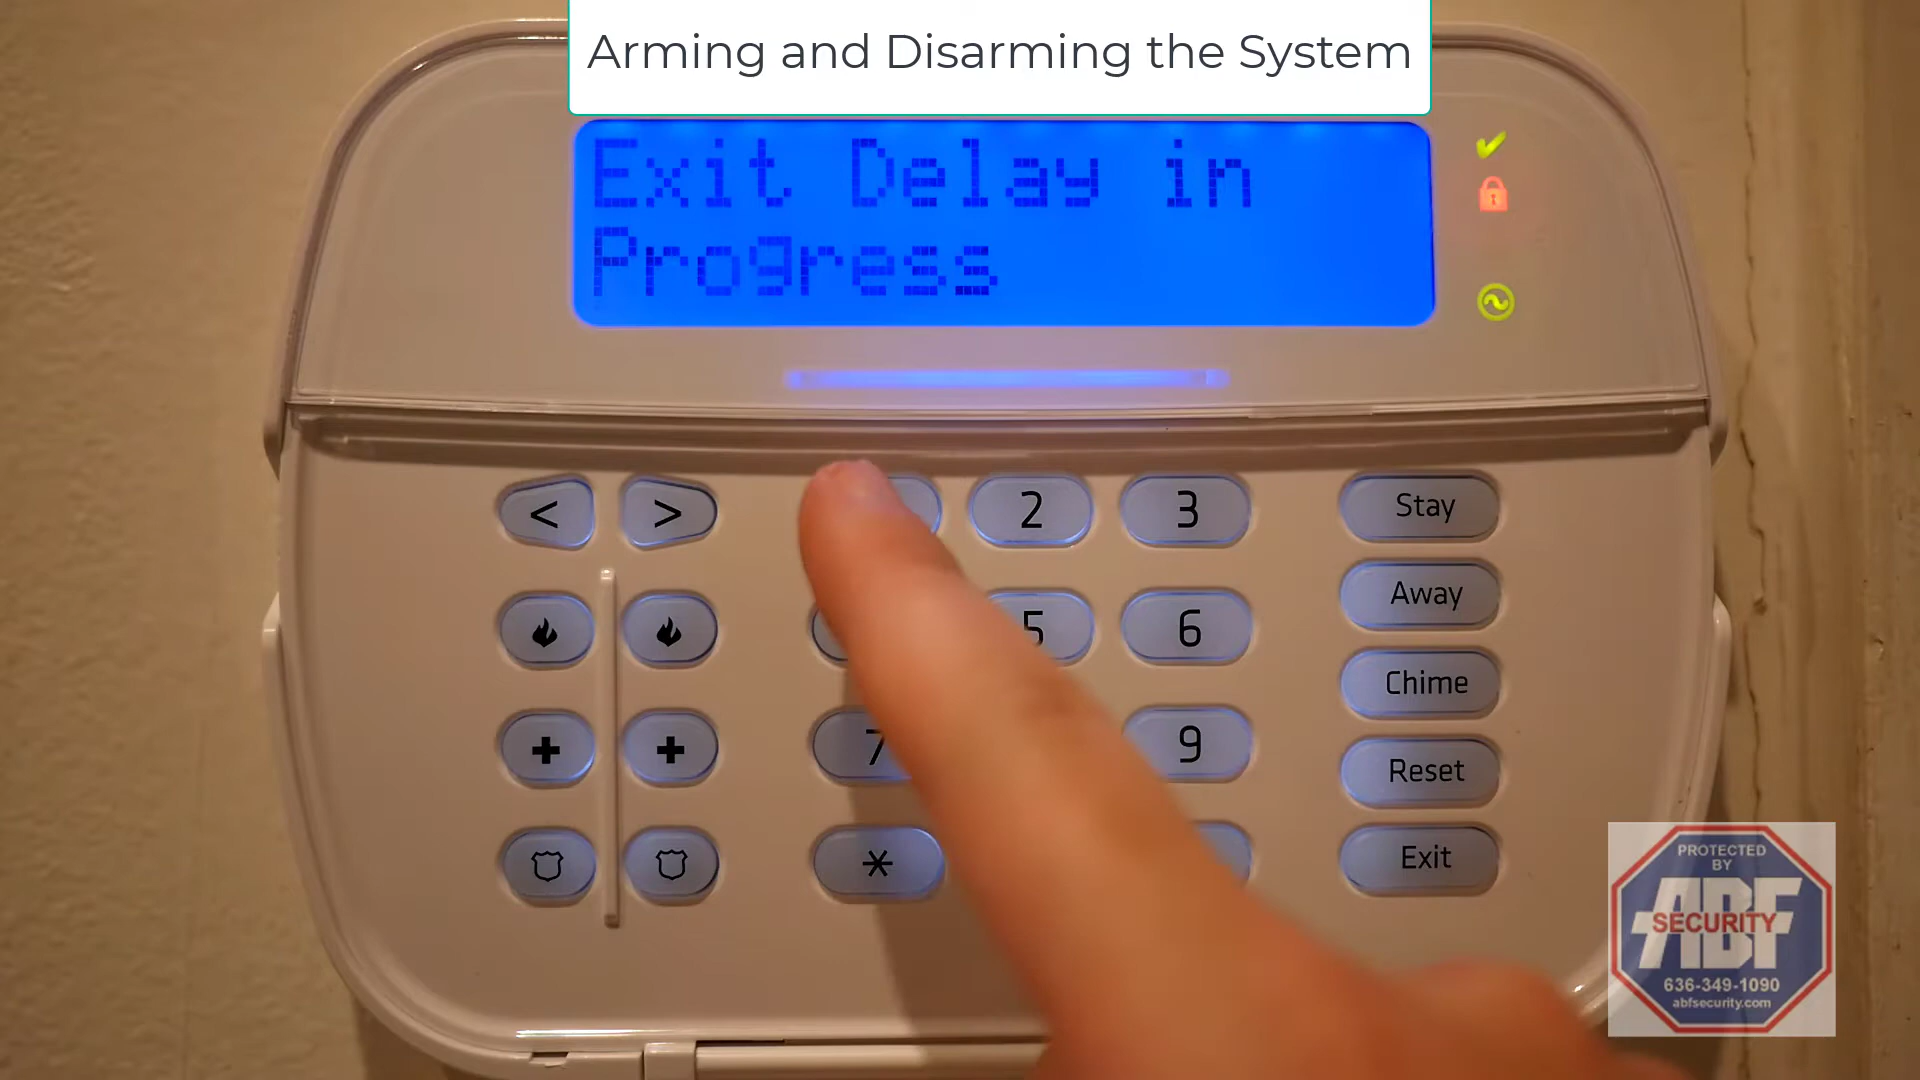 Arming and Disarming the System
Exit Delay in
Progress
< > 2 3 Stay
Away
5 6
Chime
7 9
Reset
* Exit
PROTECTED
BY
ABF
SECURITY
636-349-1090
abfsecurity.com